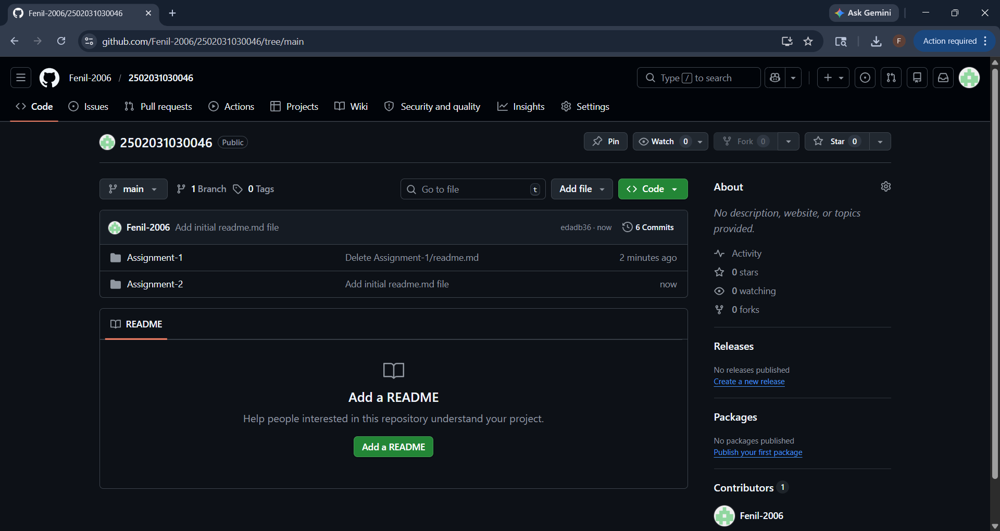 Fenil-2006/2502031030046
Ask Gemini
github.com/Fenil-2006/2502031030046/tree/main
F
Action required
Fenil-2006 / 2502031030046
Type / to search
Code
Issues
Pull requests
Actions
Projects
Wiki
Security and quality
Insights
Settings
2502031030046 Public
Pin
Watch 0
Fork 0
Star 0
main
1 Branch
0 Tags
Go to file t
Add file
Code
Fenil-2006 Add initial readme.md file edadb36 · now 6 Commits
Assignment-1 Delete Assignment-1/readme.md 2 minutes ago
Assignment-2 Add initial readme.md file now
README
Add a README
Help people interested in this repository understand your project.
Add a README
About
No description, website, or topics
provided.
Activity
0 stars
0 watching
0 forks
Releases
No releases published
Create a new release
Packages
No packages published
Publish your first package
Contributors 1
Fenil-2006